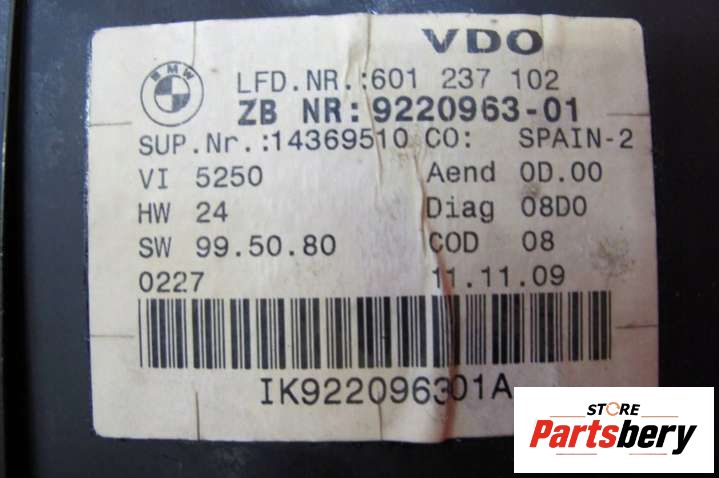 VDO
BMW
LFD.NR.:601 237 102
ZB NR:9220963-01
SUP.Nr.:14369510 CO: SPAIN-2
VI 5250 Aend 0D.00
HW 24 Diag 08D0
SW 99.50.80 COD 08
0227 11.11.09
IK922096301A
STORE
Partsbery